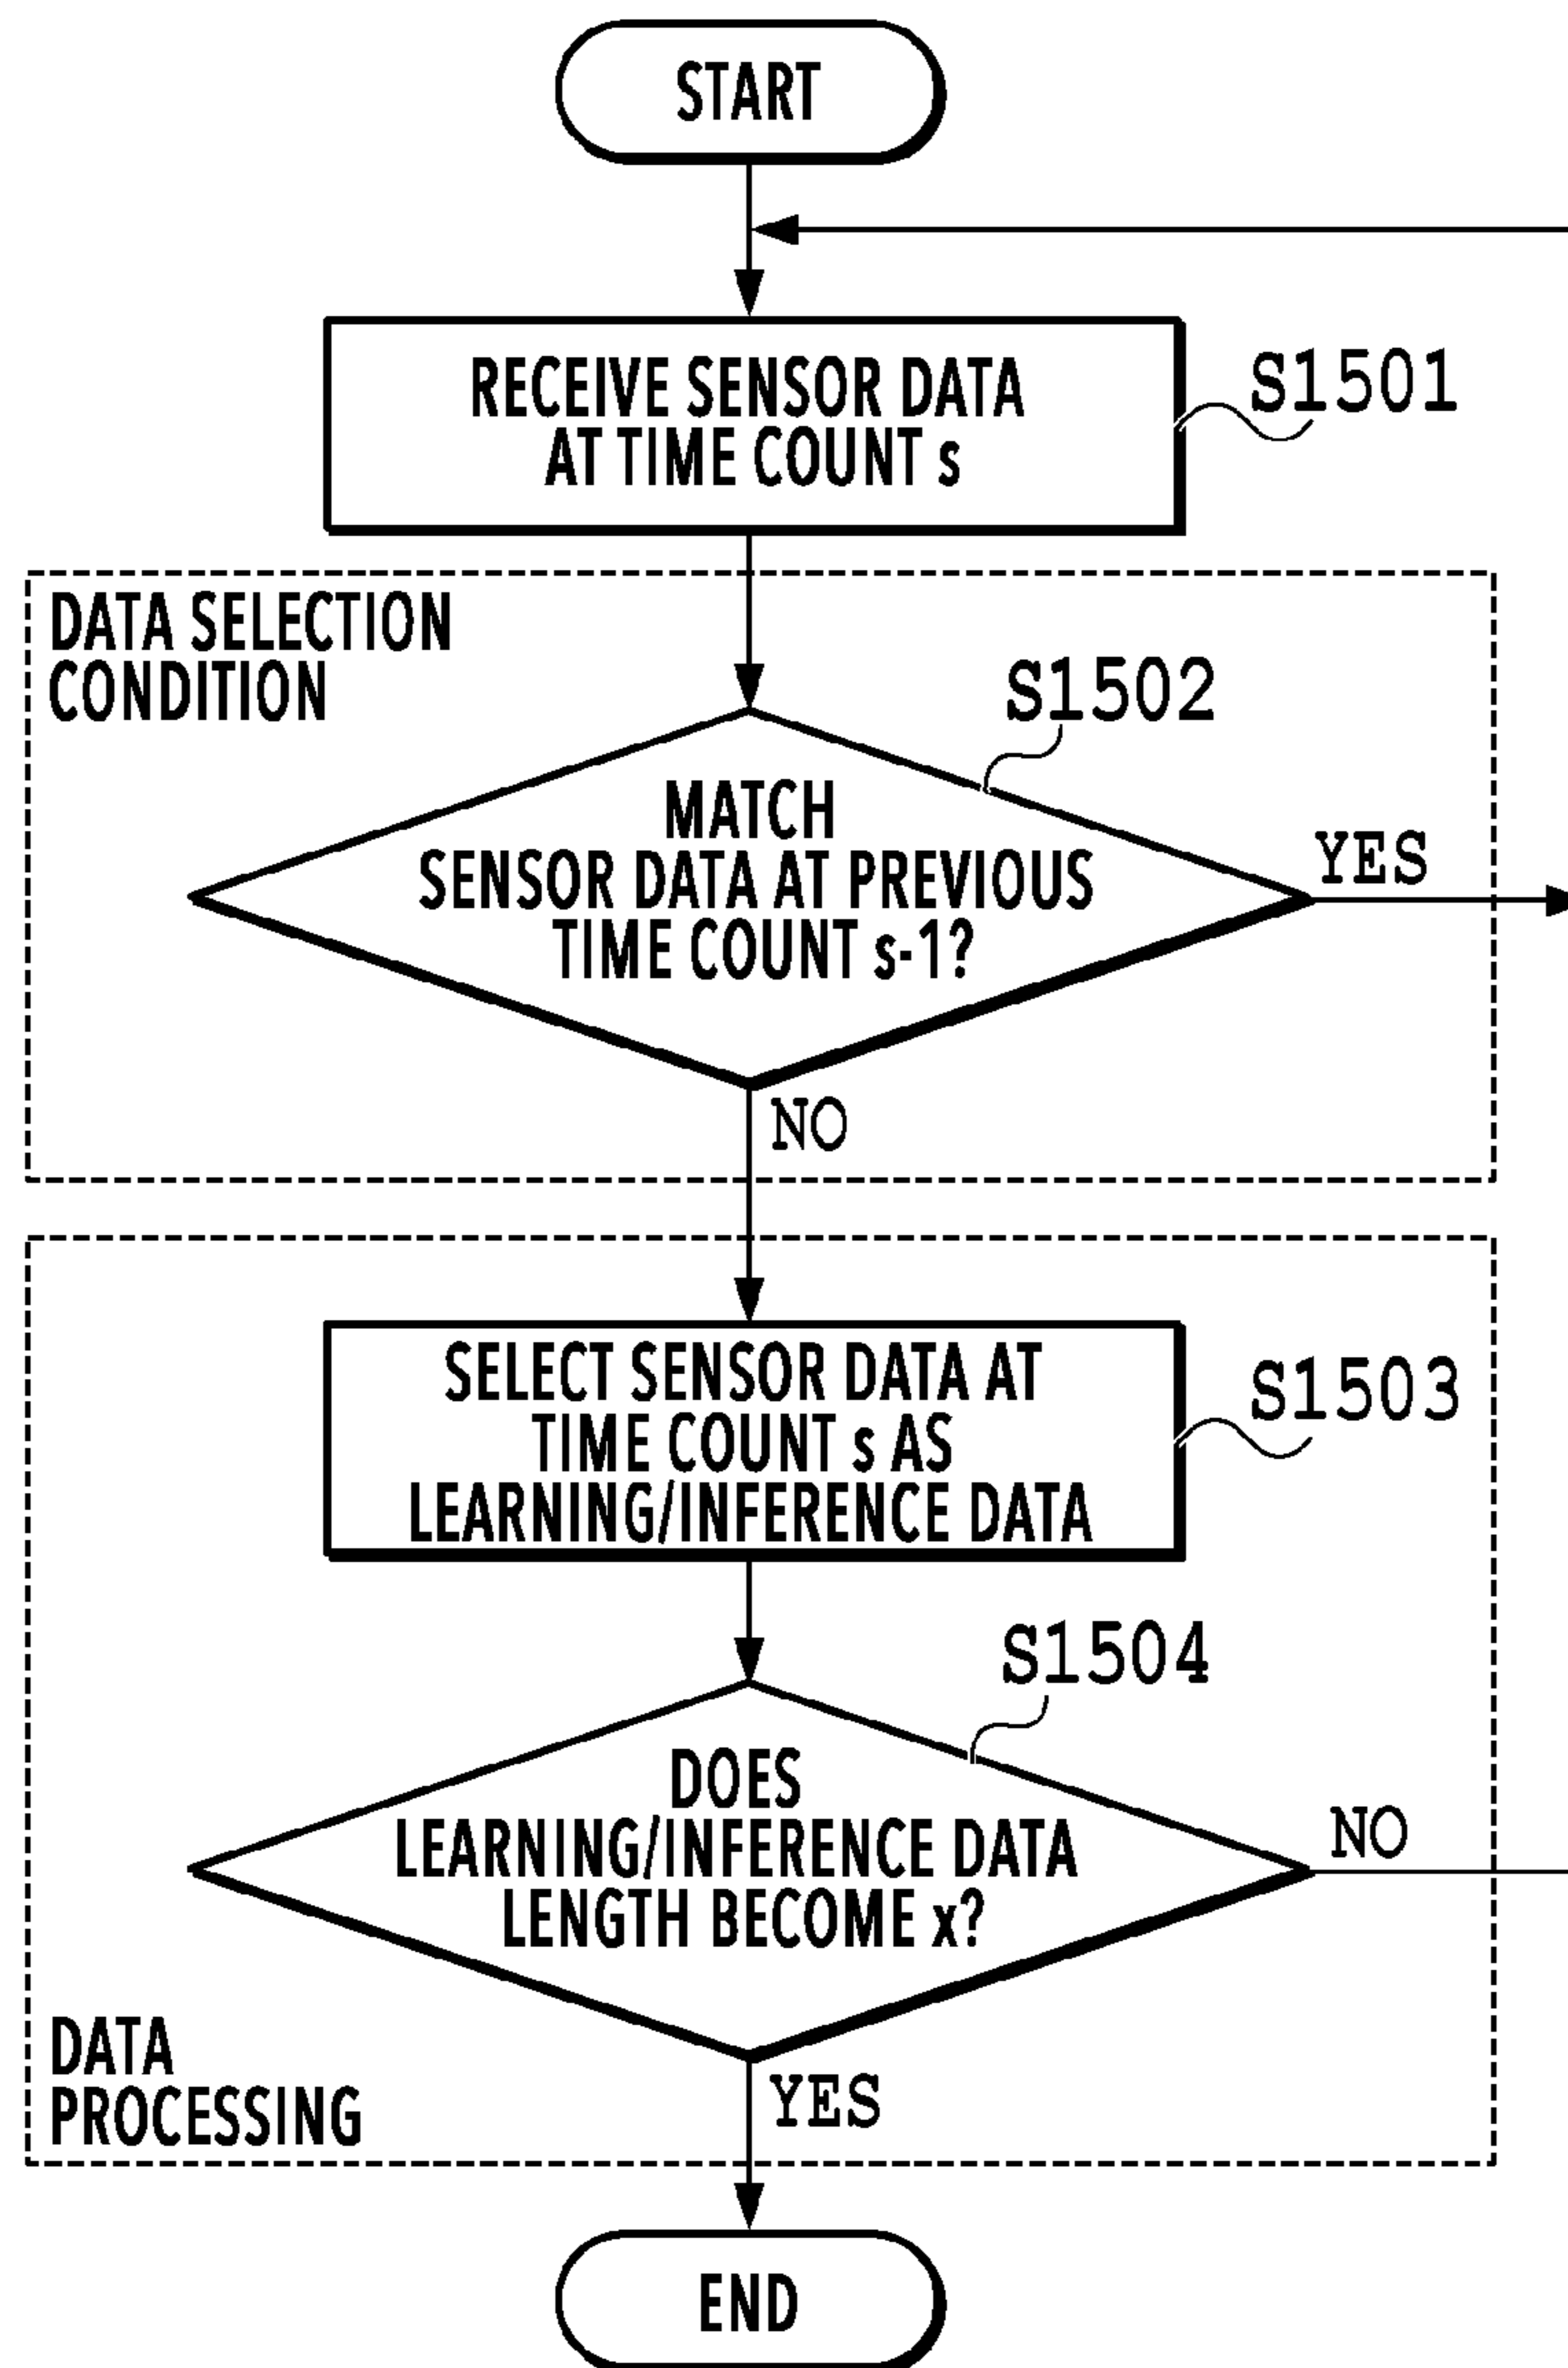 START
RECEIVE SENSOR DATA
AT TIME COUNT s
S1501
DATA SELECTION
CONDITION
S1502
MATCH
SENSOR DATA AT PREVIOUS
TIME COUNT s-1?
YES
NO
SELECT SENSOR DATA AT
TIME COUNT s AS
LEARNING/INFERENCE DATA
S1503
S1504
DOES
LEARNING/INFERENCE DATA
LENGTH BECOME x?
NO
DATA
PROCESSING
YES
END